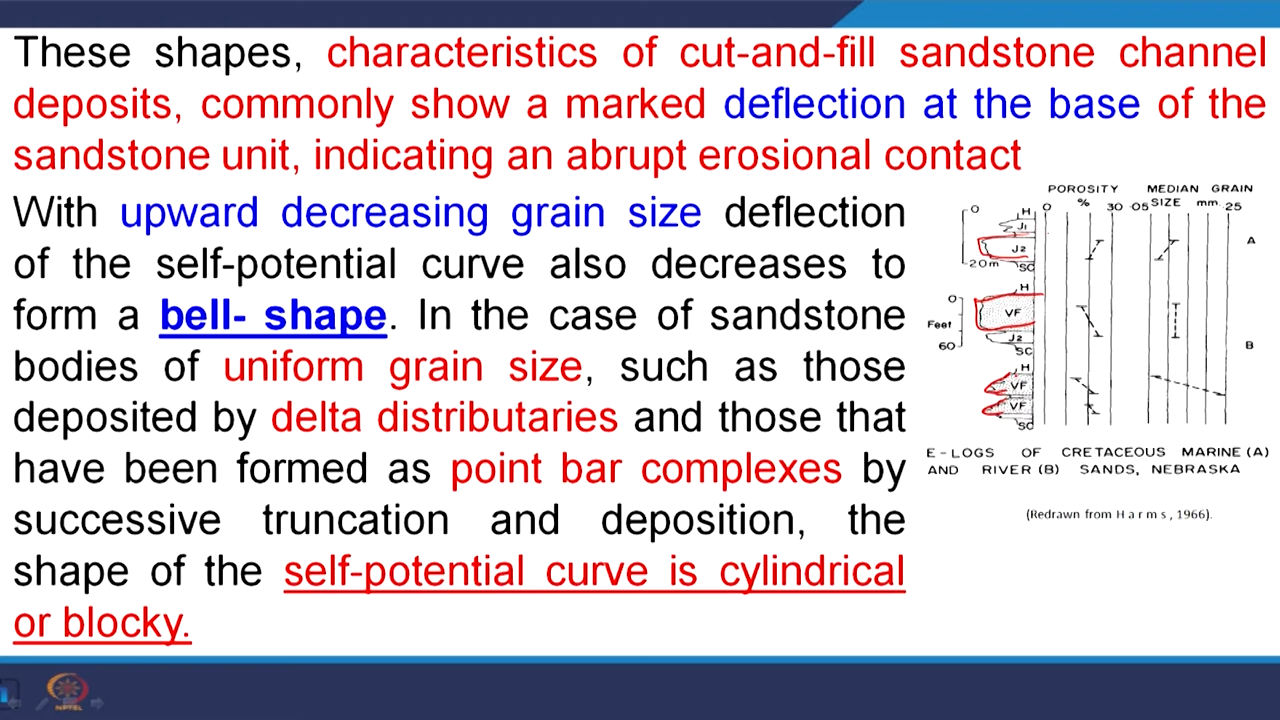 These shapes, characteristics of cut-and-fill sandstone channel
deposits, commonly show a marked deflection at the base of the
sandstone unit, indicating an abrupt erosional contact
With upward decreasing grain size deflection
of the self-potential curve also decreases to
form a bell- shape. In the case of sandstone
bodies of uniform grain size, such as those
deposited by delta distributaries and those that
have been formed as point bar complexes by
successive truncation and deposition, the
shape of the self-potential curve is cylindrical
or blocky.
POROSITY MEDIAN GRAIN
% SIZE mm
0 H 0 30 .05 .25
J1
J2 A
20m SC
H
0
VF
Feet
J2
60 B
SC
H
VF
VF
SC
E-LOGS OF CRETACEOUS MARINE (A)
AND RIVER (B) SANDS, NEBRASKA
(Redrawn from H a r m s , 1966).
NPTEL